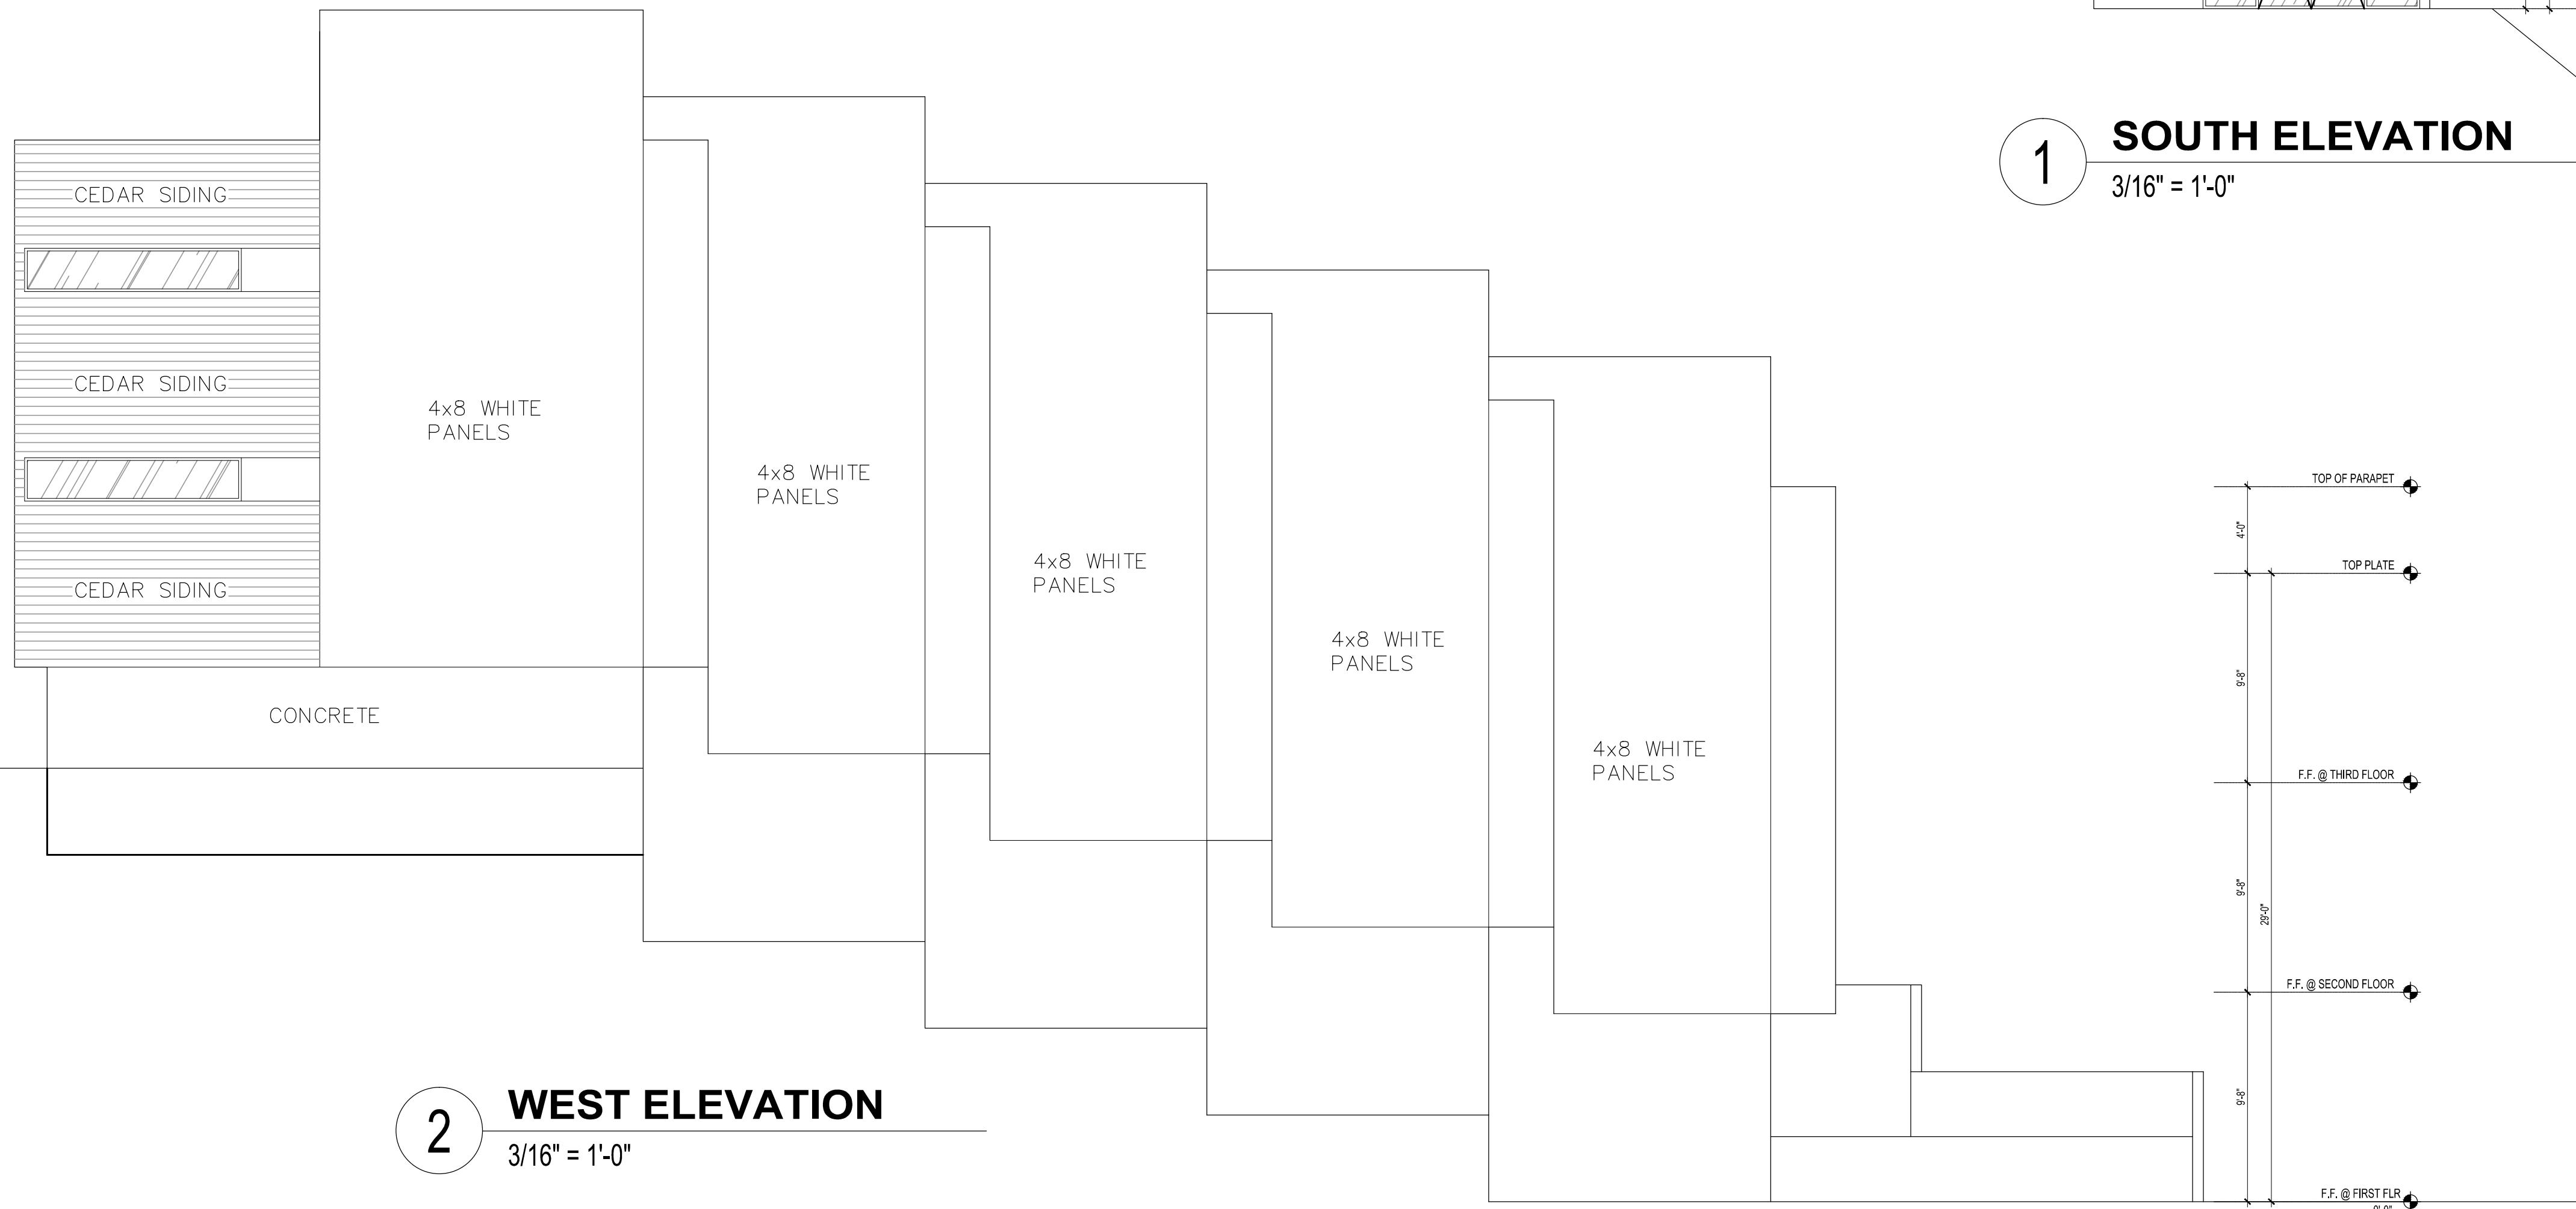 1
SOUTH ELEVATION
3/16" = 1'-0"
CEDAR SIDING
CEDAR SIDING
CEDAR SIDING
4x8 WHITE
PANELS
4x8 WHITE
PANELS
4x8 WHITE
PANELS
4x8 WHITE
PANELS
4x8 WHITE
PANELS
CONCRETE
TOP OF PARAPET
4'-0"
TOP PLATE
9'-8"
F.F. @ THIRD FLOOR
9'-8"
29'-0"
F.F. @ SECOND FLOOR
9'-8"
F.F. @ FIRST FLR
2
WEST ELEVATION
3/16" = 1'-0"